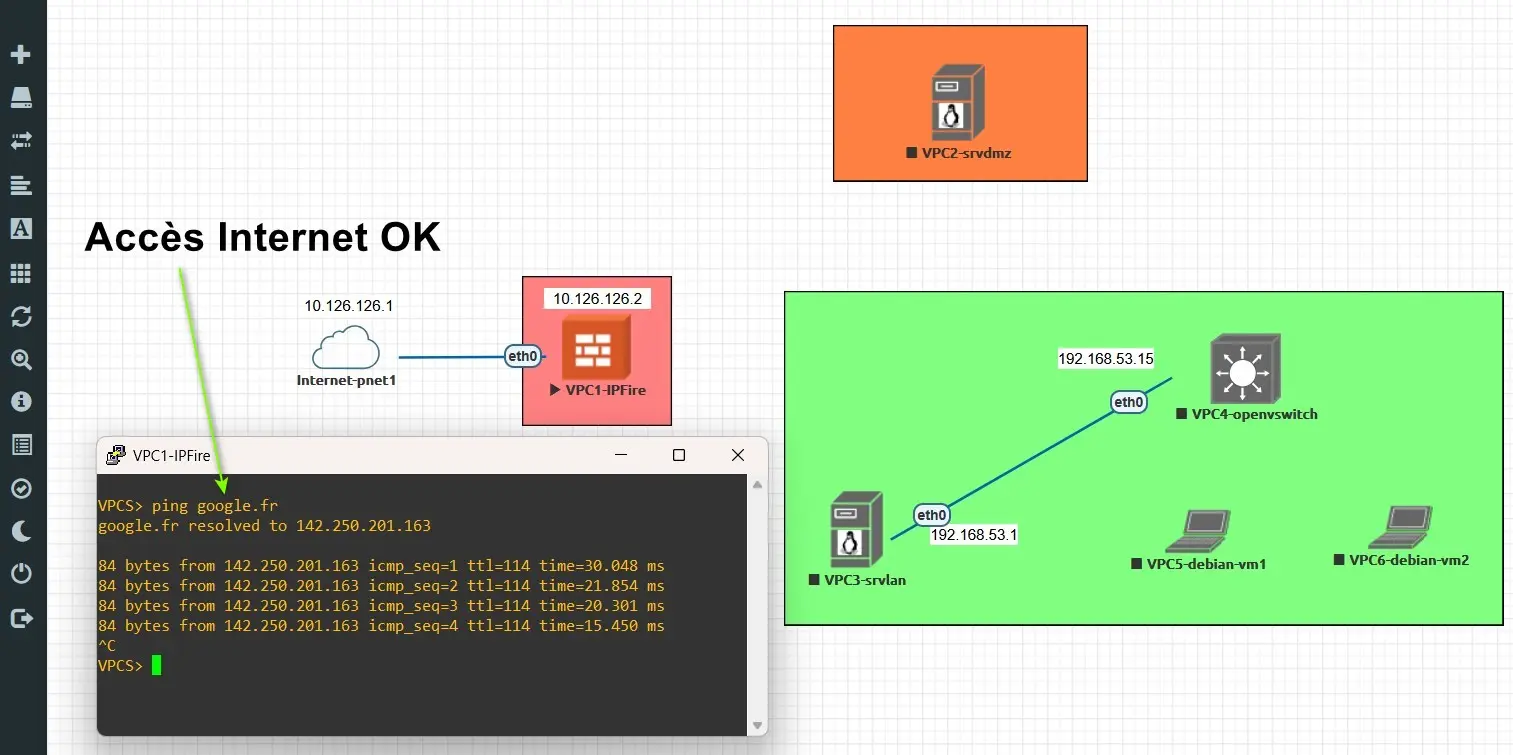 VPC2-srvdmz
Accès Internet OK
10.126.126.1
10.126.126.2
eth0
Internet-pnet1
VPC1-IPFire
192.168.53.15
eth0
VPC4-openvswitch
eth0
192.168.53.1
VPC3-srvlan
VPC5-debian-vm1
VPC6-debian-vm2
VPC1-IPFire
VPCS> ping google.fr
google.fr resolved to 142.250.201.163
84 bytes from 142.250.201.163 icmp_seq=1 ttl=114 time=30.048 ms
84 bytes from 142.250.201.163 icmp_seq=2 ttl=114 time=21.854 ms
84 bytes from 142.250.201.163 icmp_seq=3 ttl=114 time=20.301 ms
84 bytes from 142.250.201.163 icmp_seq=4 ttl=114 time=15.450 ms
^C
VPCS>